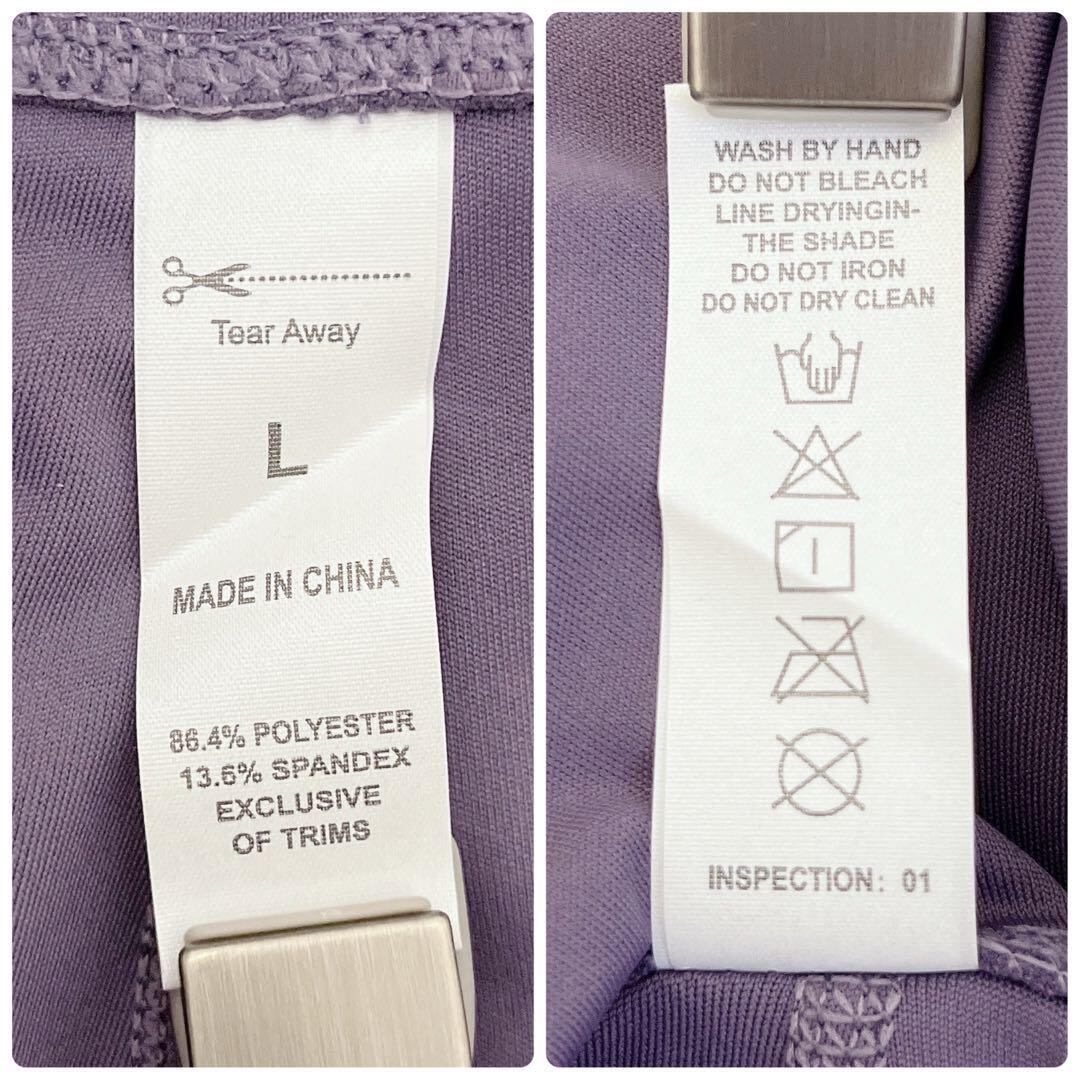 Tear Away
L
MADE IN CHINA
86.4% POLYESTER
13.6% SPANDEX
EXCLUSIVE
OF TRIMS
WASH BY HAND
DO NOT BLEACH
LINE DRYINGIN-
THE SHADE
DO NOT IRON
DO NOT DRY CLEAN
INSPECTION: 01